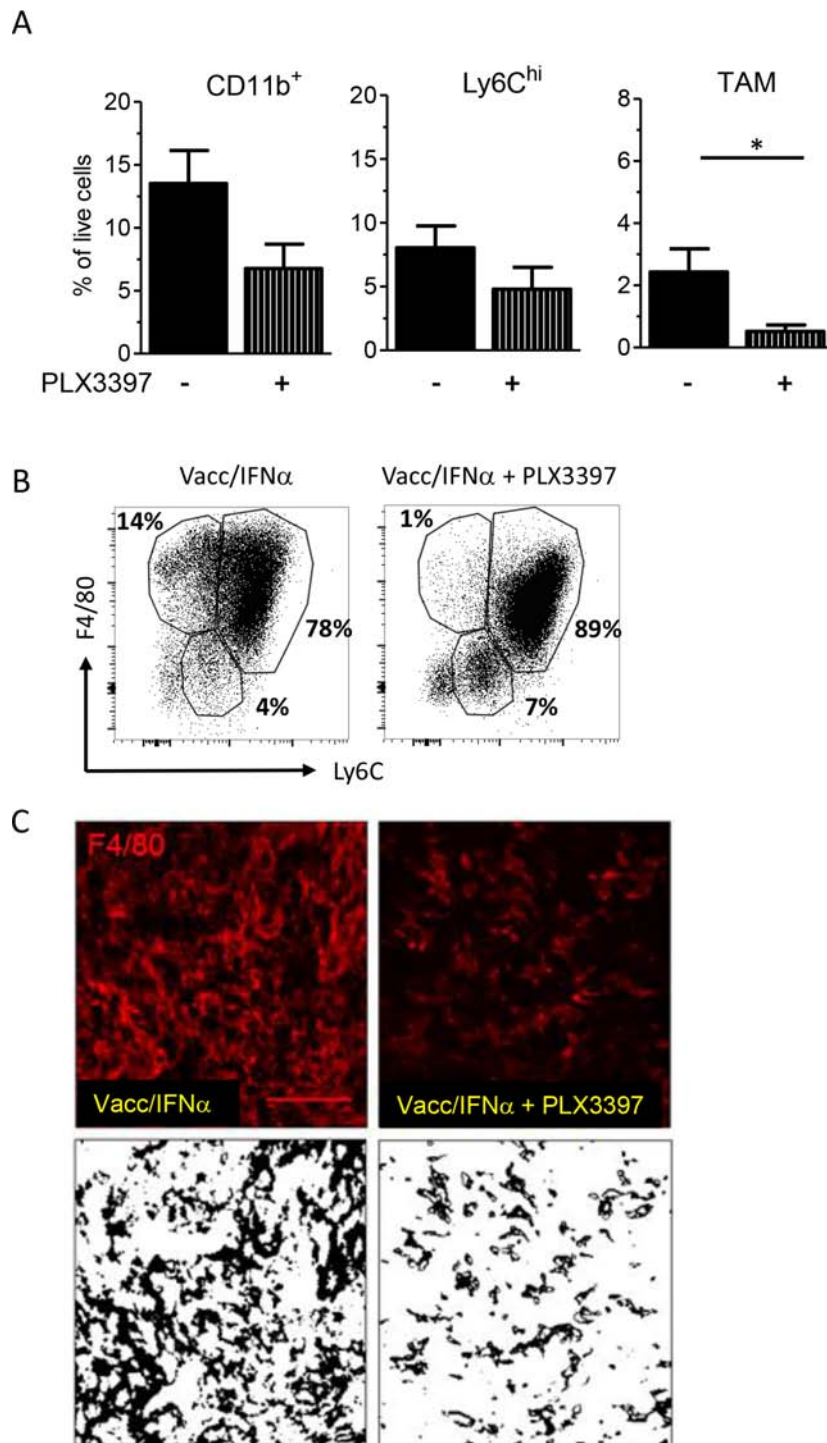 A
CD11b⁺
Ly6Cʰⁱ
TAM
% of live cells
20
15
10
5
0
20
15
10
5
0
*
8
6
4
2
0
PLX3397 - + - + - +
B
Vacc/IFNα
Vacc/IFNα + PLX3397
14%
78%
4%
1%
89%
7%
F4/80
Ly6C
C
F4/80
Vacc/IFNα
Vacc/IFNα + PLX3397